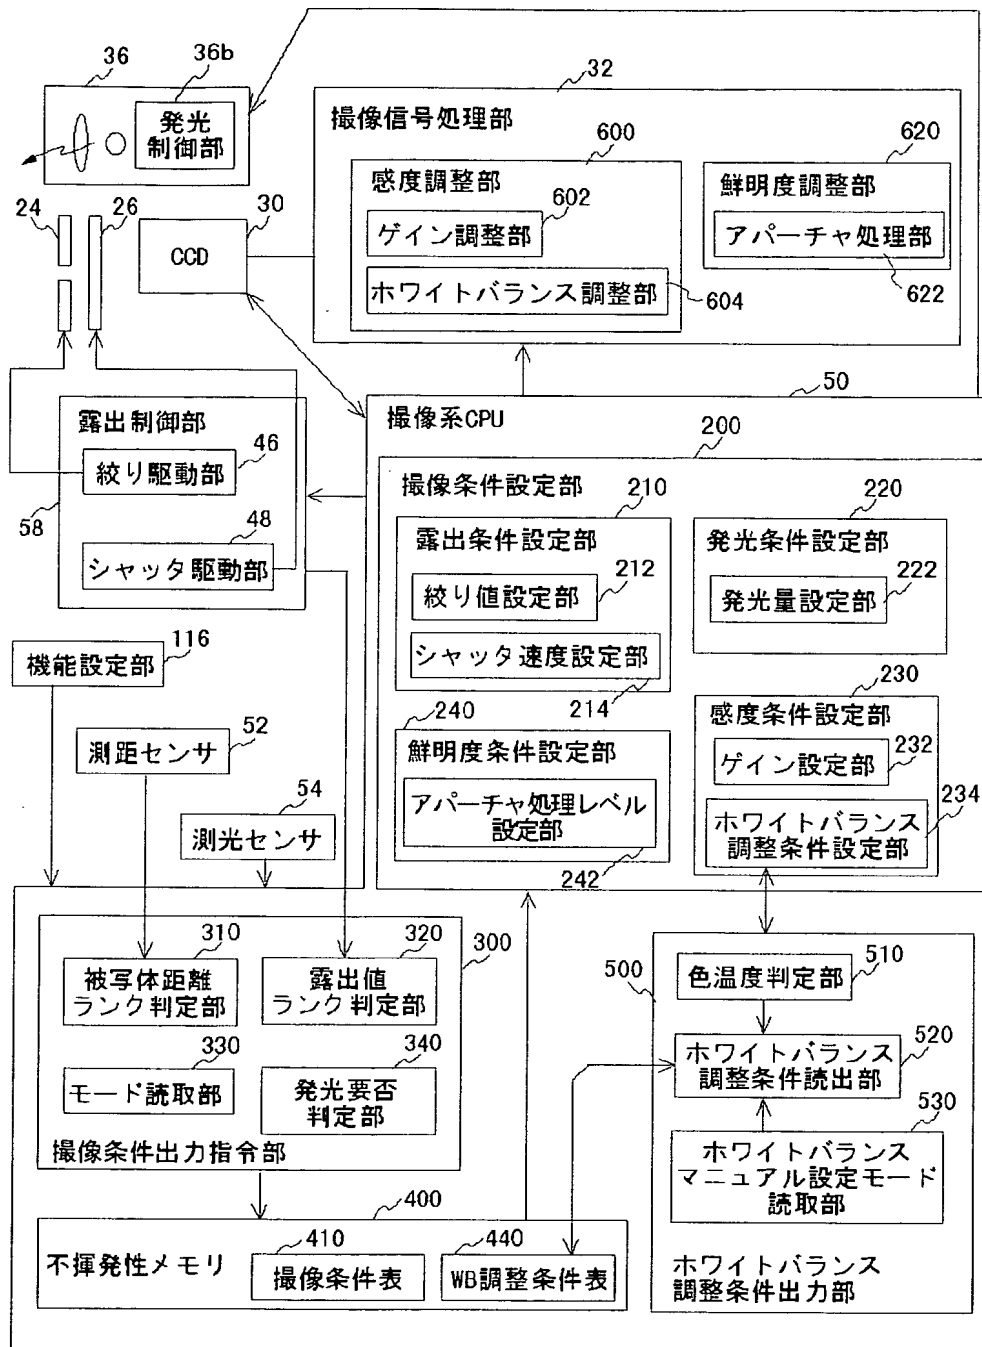 36
36b
発光
制御部
32
撮像信号処理部
600
感度調整部
602
ゲイン調整部
ホワイトバランス調整部
604
620
鮮明度調整部
アパーチャ処理部
622
24
26
30
CCD
50
撮像系CPU
露出制御部
46
絞り駆動部
58
48
シャッタ駆動部
200
撮像条件設定部
210
露出条件設定部
212
絞り値設定部
シャッタ速度設定部
214
220
発光条件設定部
222
発光量設定部
230
感度条件設定部
232
ゲイン設定部
234
ホワイトバランス
調整条件設定部
240
鮮明度条件設定部
アパーチャ処理レベル
設定部
242
116
機能設定部
52
測距センサ
54
測光センサ
310
被写体距離
ランク判定部
320
露出値
ランク判定部
300
330
モード読取部
340
発光要否
判定部
撮像条件出力指令部
400
不揮発性メモリ
410
撮像条件表
440
WB調整条件表
500
510
色温度判定部
520
ホワイトバランス
調整条件読出部
530
ホワイトバランス
マニュアル設定モード
読取部
ホワイトバランス
調整条件出力部